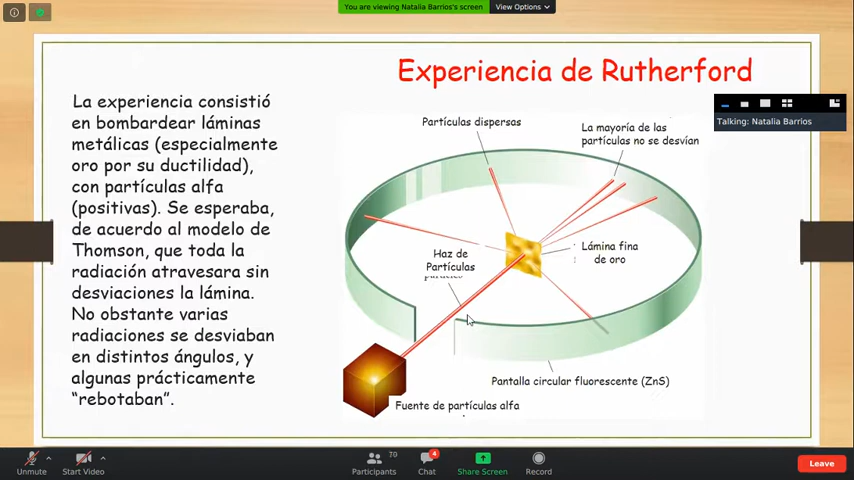 You are viewing Natalia Barrios's screen
View Options
Experiencia de Rutherford
La experiencia consistió
en bombardear láminas
metálicas (especialmente
oro por su ductilidad),
con partículas alfa
(positivas). Se esperaba,
de acuerdo al modelo de
Thomson, que toda la
radiación atravesara sin
desviaciones la lámina.
No obstante varias
radiaciones se desviaban
en distintos ángulos, y
algunas prácticamente
“rebotaban”.
Partículas dispersas
La mayoría de las
partículas no se desvían
Talking: Natalia Barrios
Haz de
Partículas
Lámina fina
de oro
Pantalla circular fluorescente (ZnS)
Fuente de partículas alfa
Unmute
Start Video
Participants
Chat
4
Share Screen
Record
Leave